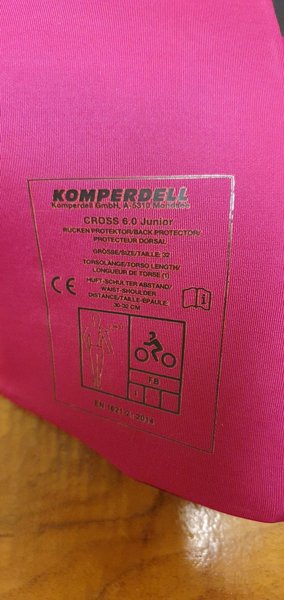 KOMPERDELL
Komperdell GmbH, A-5310 Mondsee
CROSS 6.0 Junior
RÜCKEN PROTEKTOR/BACK PROTECTOR/
PROTECTEUR DORSAL
GRÖSSE/SIZE/TAILLE: 32
TORSOLÄNGE/TORSO LENGTH/
LONGUEUR DE TORSE (1)
HÜFT-SCHULTER ABSTAND/
WAIST-SHOULDER
DISTANCE/TAILLE-ÉPAULE:
30-32 CM
CE
i
FB
1
EN 1621-2: 2014